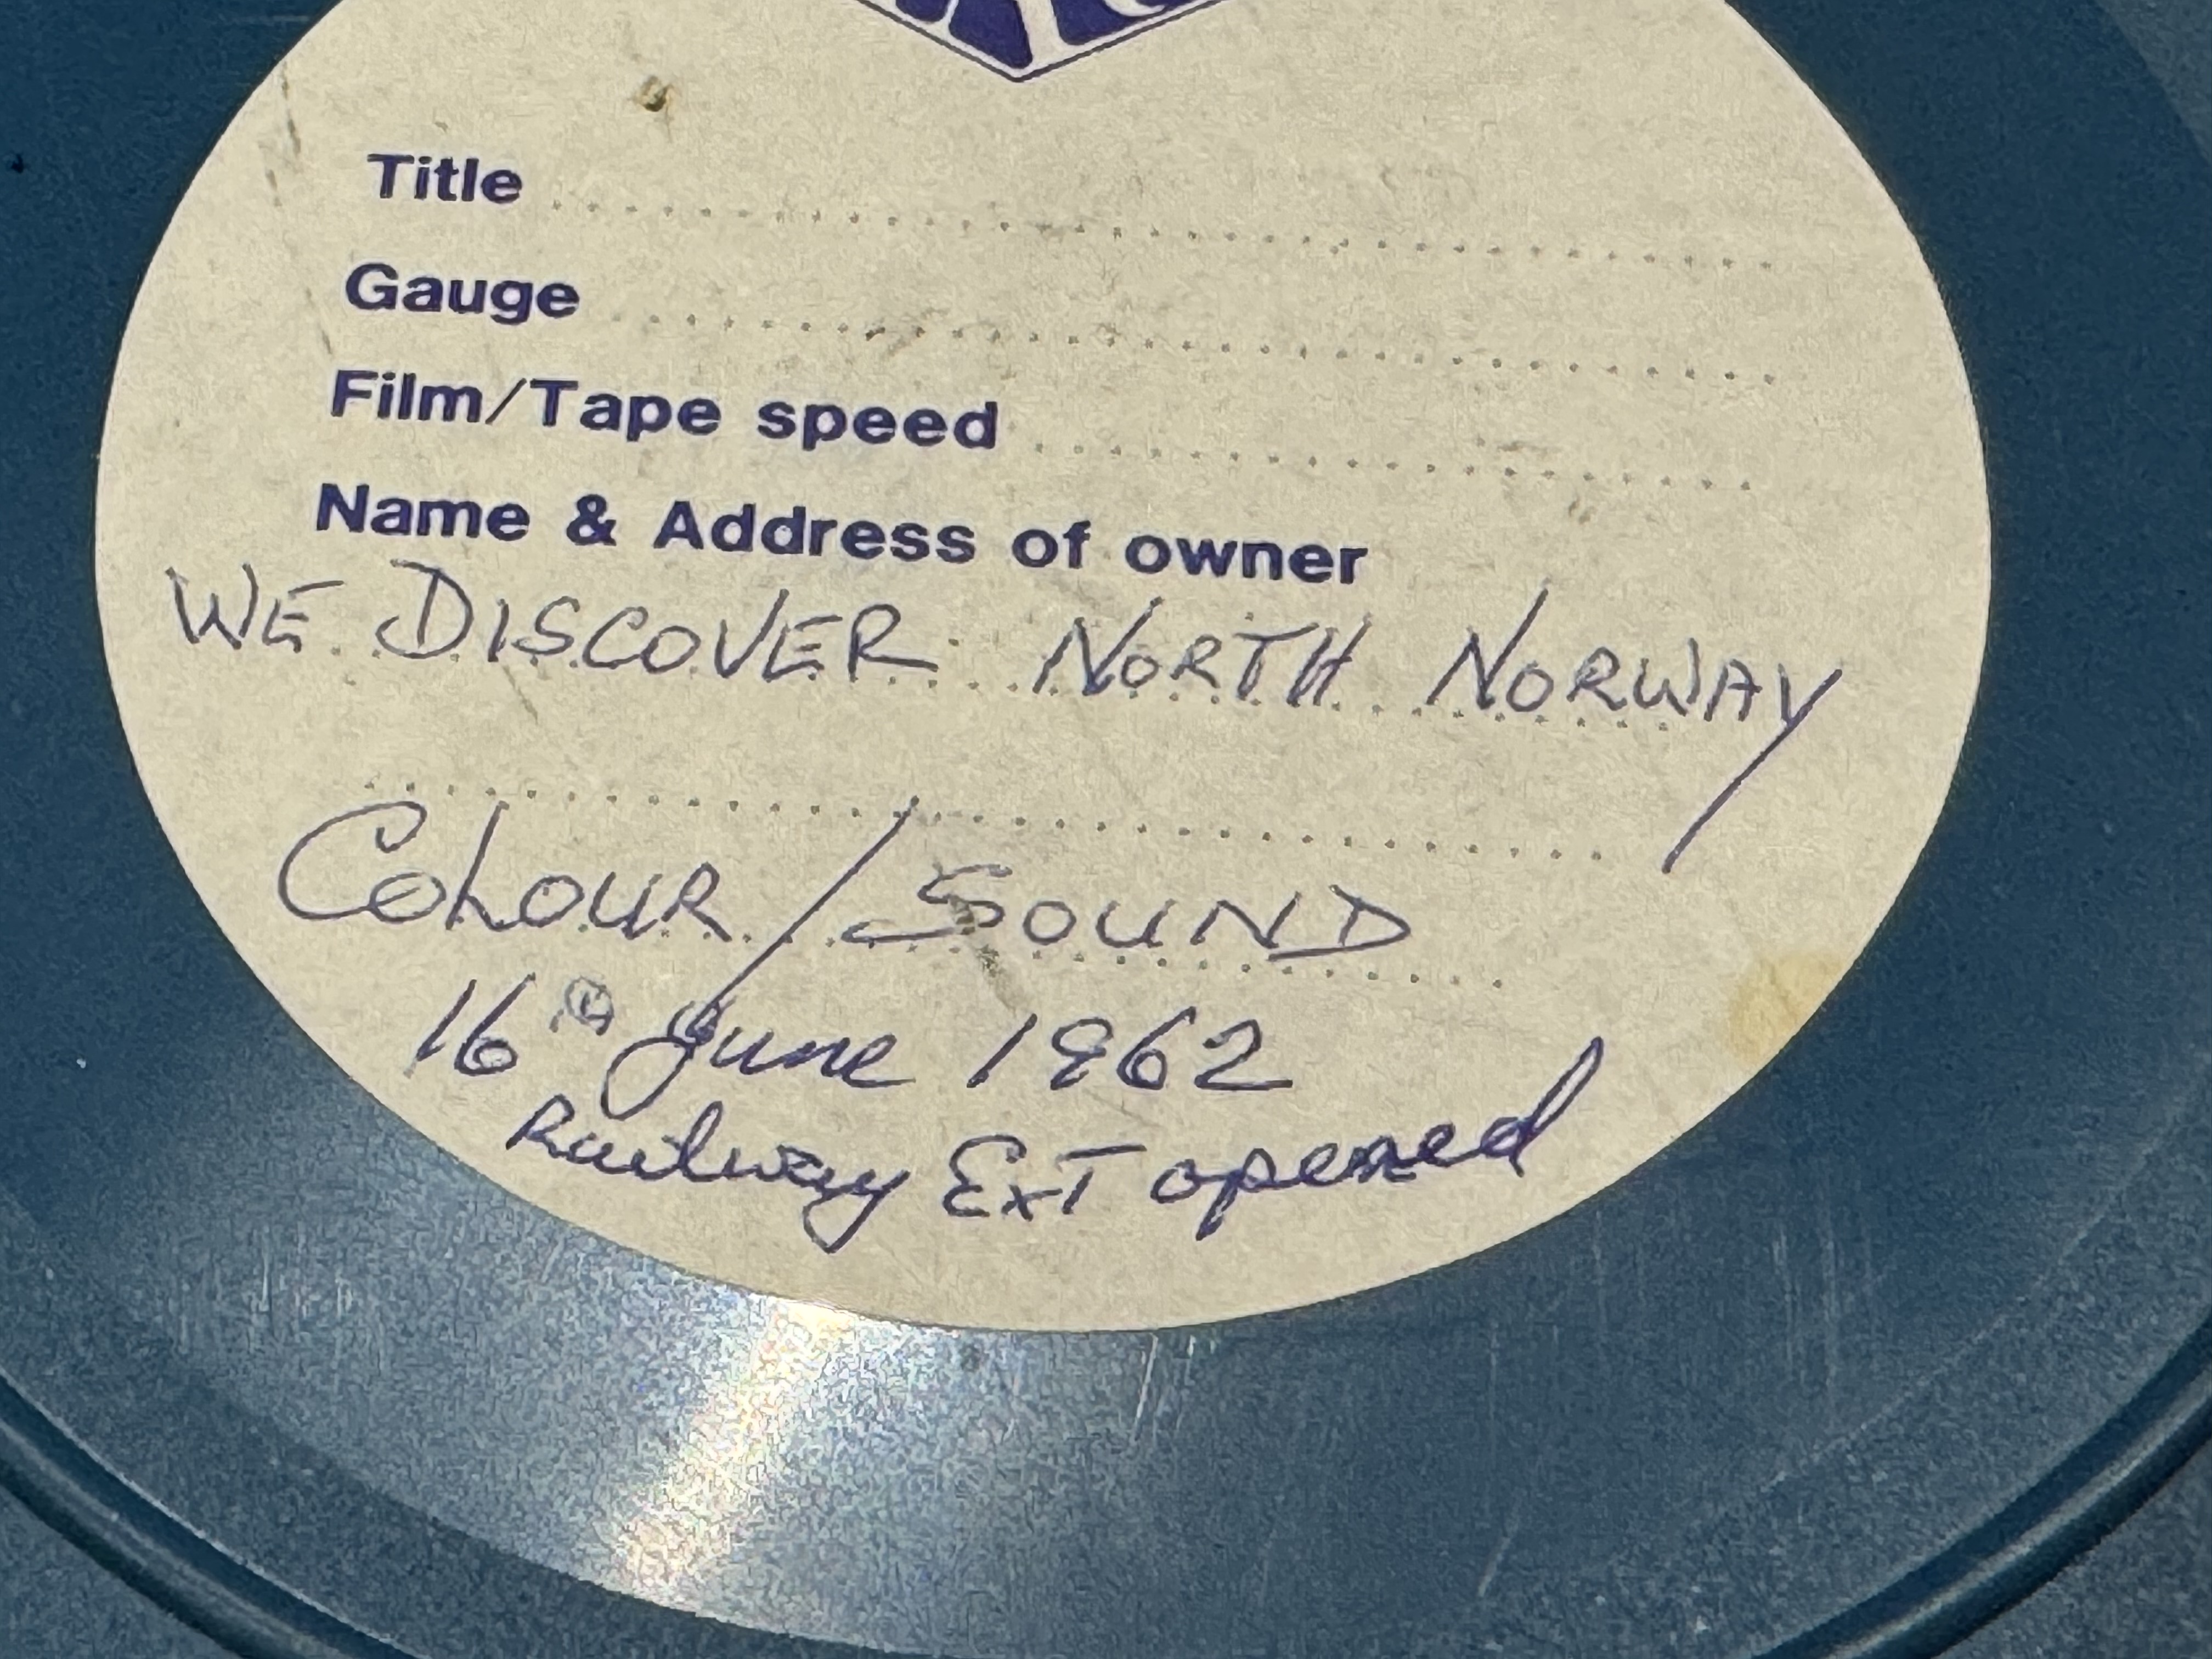 Title
Gauge
Film/Tape speed
Name & Address of owner
WE DISCOVER NORTH NORWAY
COLOUR/SOUND
16th June 1962
Railway EXT opened